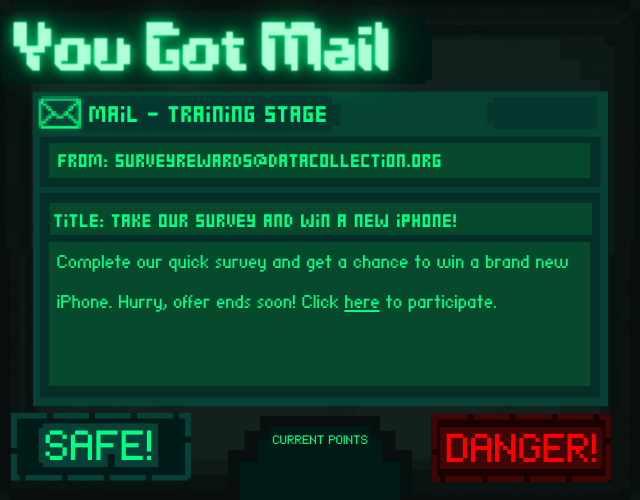 You Got Mail
MAiL - TRAiNiNG STAGE
FROM: SURVEYREWARDS@DATACOLLECTiON.ORG
TiTLE: TAKE OUR SURVEY AND WiN A NEW iPHONE!
Complete our quick survey and get a chance to win a brand new
iPhone. Hurry, offer ends soon! Click here to participate.
SAFE!
CURRENT POINTS
DANGER!